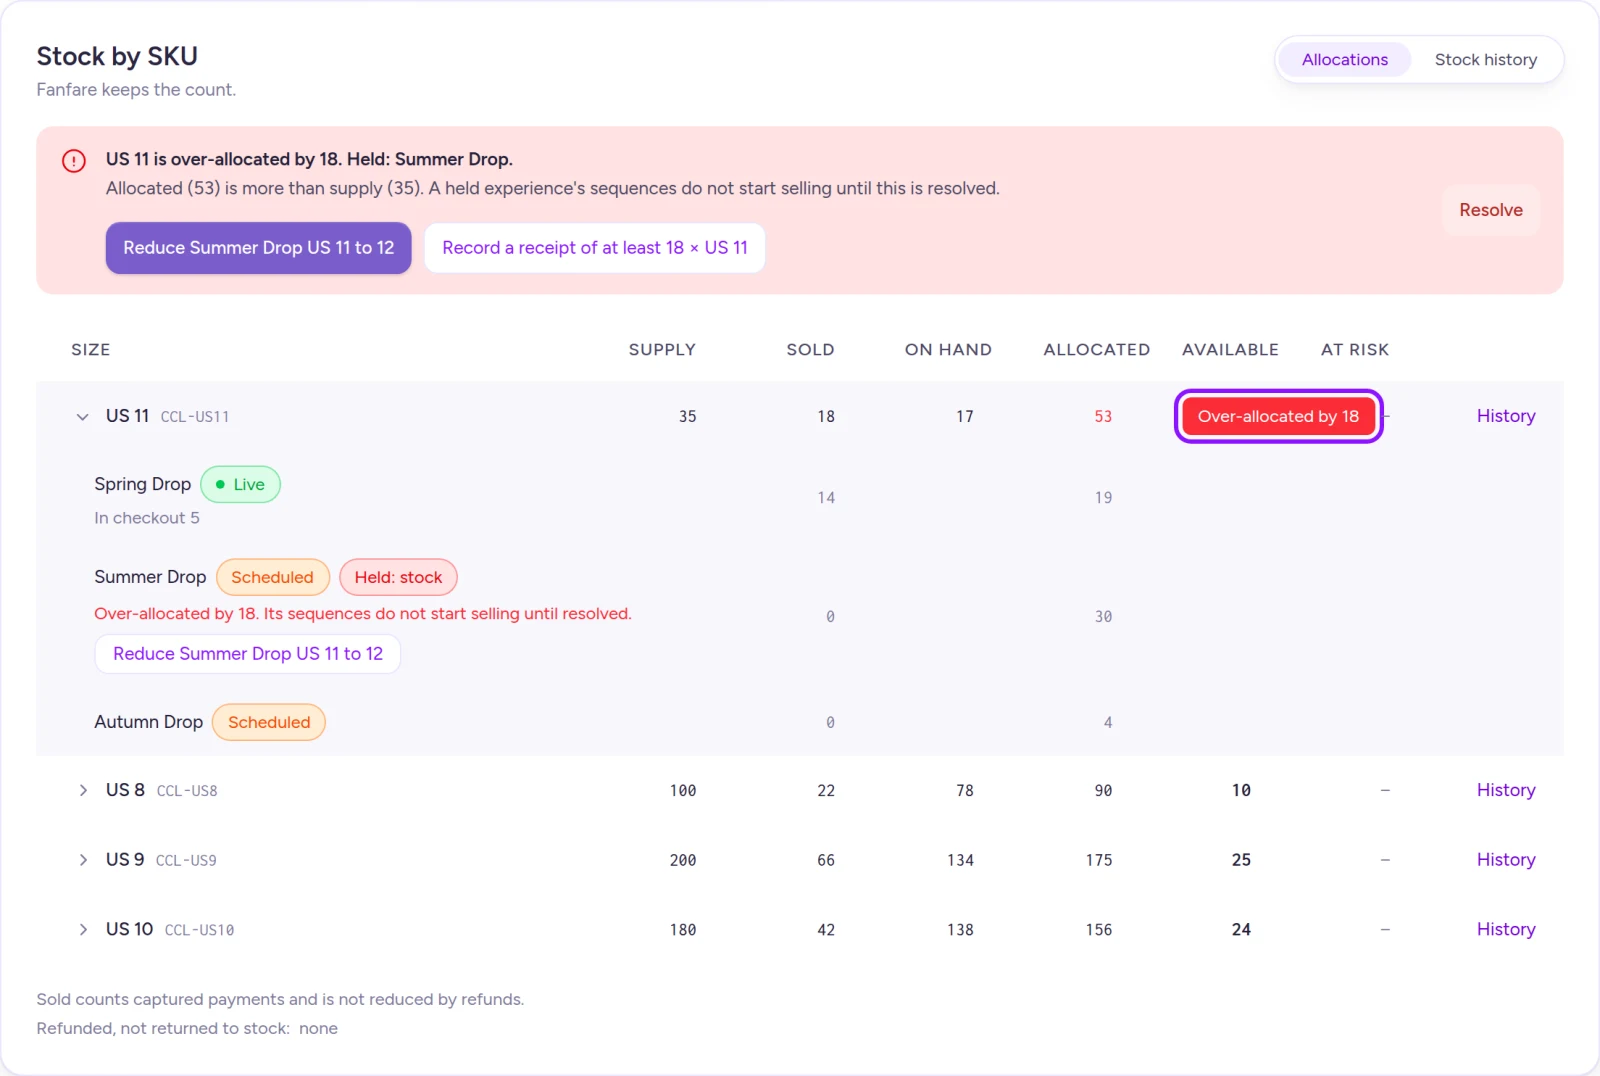 Stock by SKU
Fanfare keeps the count.
Allocations Stock history
US 11 is over-allocated by 18. Held: Summer Drop.
Allocated (53) is more than supply (35). A held experience's sequences do not start selling until this is resolved.
Resolve
Reduce Summer Drop US 11 to 12 Record a receipt of at least 18 × US 11
SIZE SUPPLY SOLD ON HAND ALLOCATED AVAILABLE AT RISK
US 11 CCL-US11 35 18 17 53 Over-allocated by 18 – History
Spring Drop Live 14 19
In checkout 5
Summer Drop Scheduled Held: stock
Over-allocated by 18. Its sequences do not start selling until resolved. 0 30
Reduce Summer Drop US 11 to 12
Autumn Drop Scheduled 0 4
US 8 CCL-US8 100 22 78 90 10 – History
US 9 CCL-US9 200 66 134 175 25 – History
US 10 CCL-US10 180 42 138 156 24 – History
Sold counts captured payments and is not reduced by refunds.
Refunded, not returned to stock: none